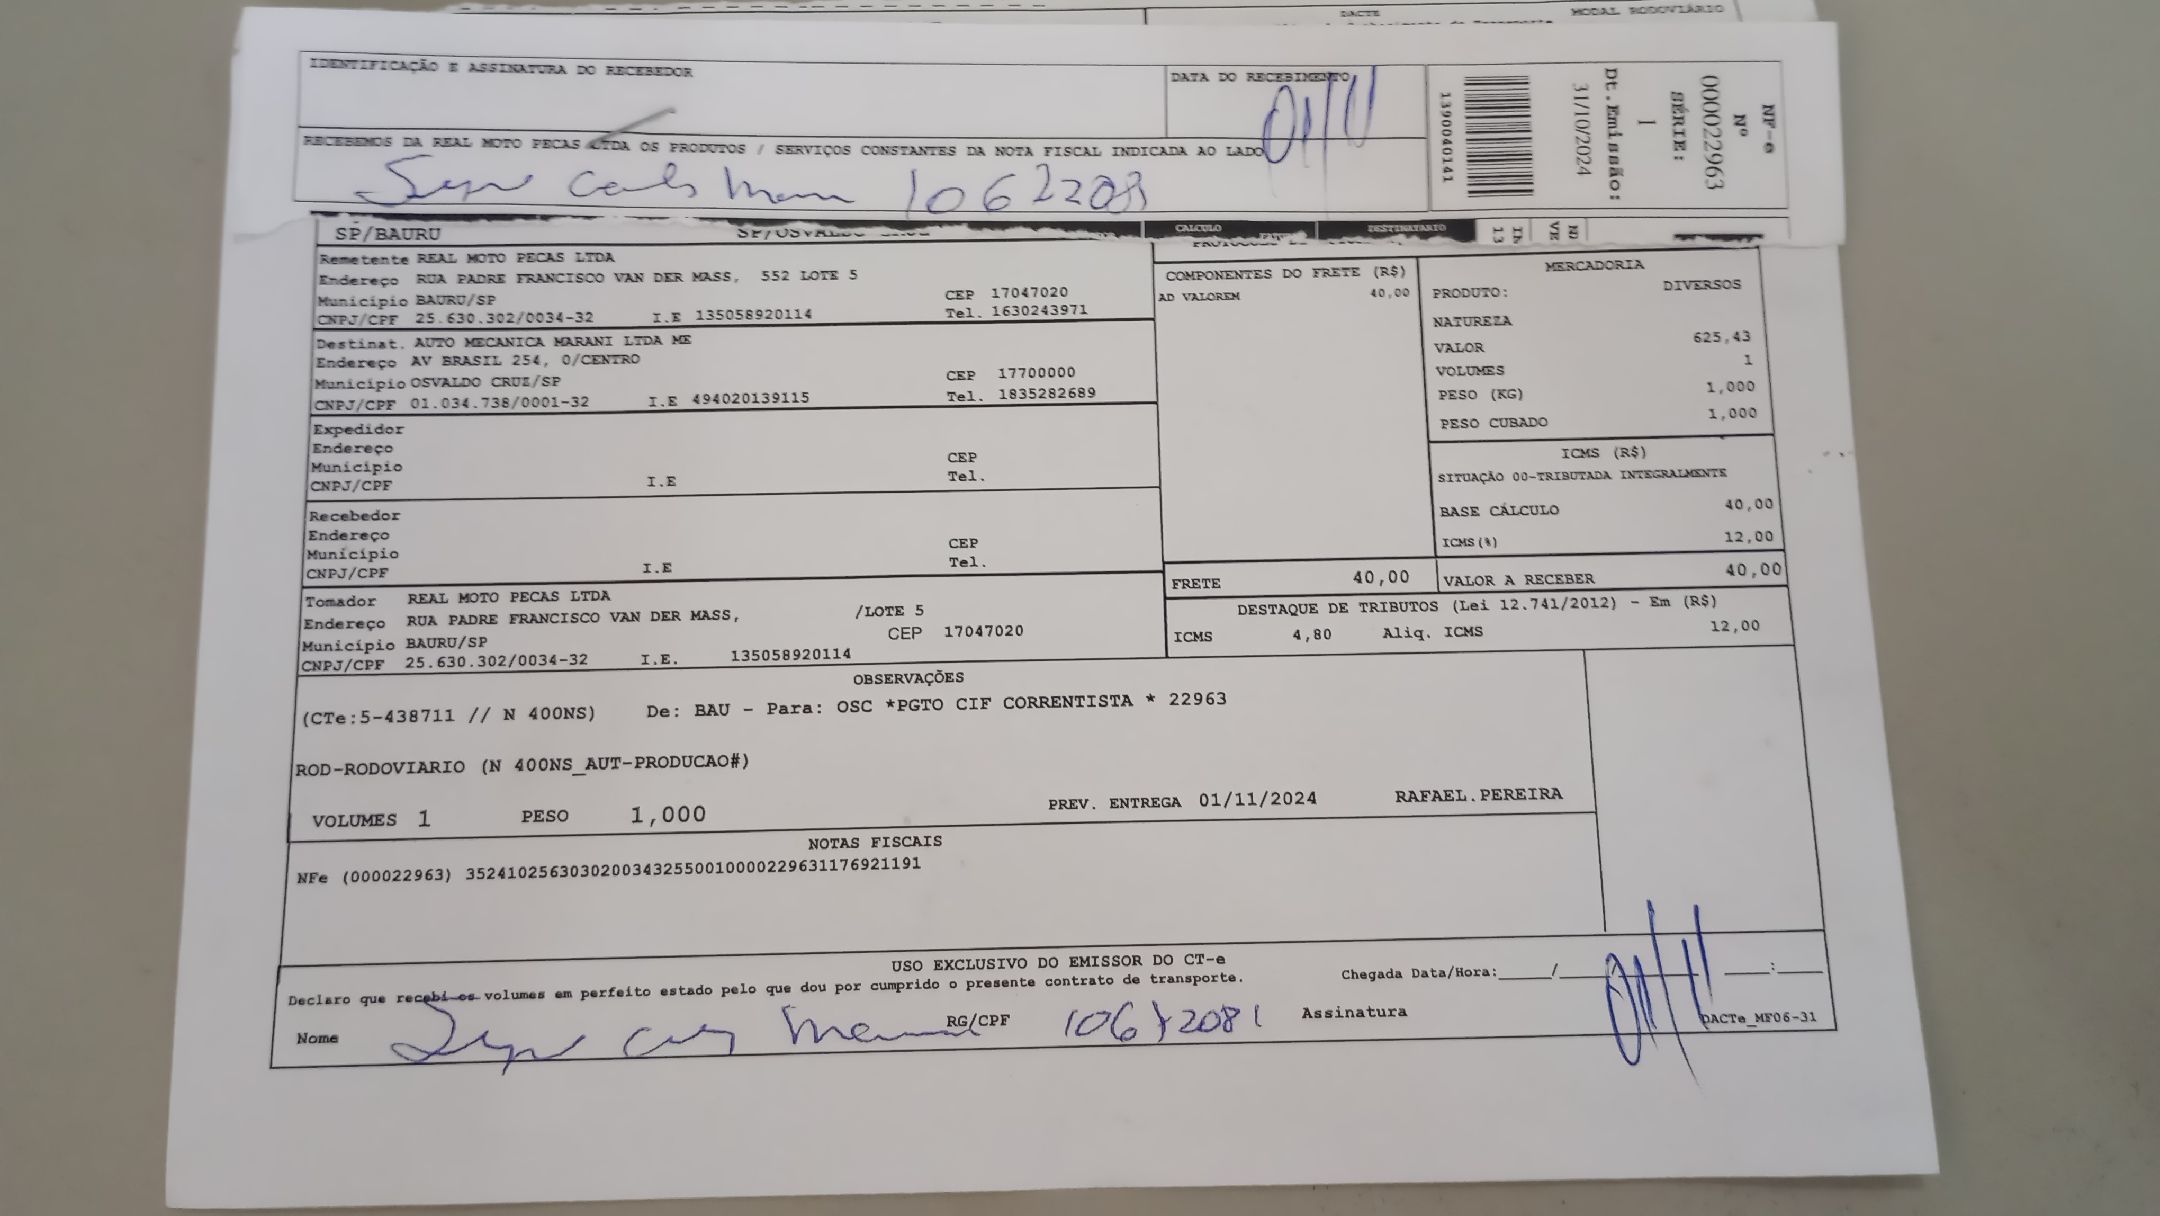 DACTE MODAL RODOVIÁRIO
IDENTIFICAÇÃO E ASSINATURA DO RECEBEDOR
DATA DO RECEBIMENTO
01/11
RECEBEMOS DA REAL MOTO PECAS LTDA OS PRODUTOS / SERVIÇOS CONSTANTES DA NOTA FISCAL INDICADA AO LADO
1390040141
NF-e
Nº
000022963
SÉRIE:
1
Dt.Emissão:
31/10/2024
SP/BAURU
CALCULO DESTINATARIO
Remetente REAL MOTO PECAS LTDA
Endereço RUA PADRE FRANCISCO VAN DER MASS, 552 LOTE 5
Município BAURU/SP CEP 17047020
CNPJ/CPF 25.630.302/0034-32 I.E 135058920114 Tel. 1630243971
Destinat. AUTO MECANICA MARANI LTDA ME
Endereço AV BRASIL 254, 0/CENTRO
Município OSVALDO CRUZ/SP CEP 17700000
CNPJ/CPF 01.034.738/0001-32 I.E 494020139115 Tel. 1835282689
Expedidor
Endereço
Município CEP
CNPJ/CPF I.E Tel.
Recebedor
Endereço
Município CEP
CNPJ/CPF I.E Tel.
Tomador REAL MOTO PECAS LTDA
Endereço RUA PADRE FRANCISCO VAN DER MASS, /LOTE 5
Município BAURU/SP CEP 17047020
CNPJ/CPF 25.630.302/0034-32 I.E. 135058920114
COMPONENTES DO FRETE (R$)
AD VALOREM 40,00
MERCADORIA
PRODUTO: DIVERSOS
NATUREZA
VALOR 625,43
VOLUMES 1
PESO (KG) 1,000
PESO CUBADO 1,000
ICMS (R$)
SITUAÇÃO 00-TRIBUTADA INTEGRALMENTE
BASE CÁLCULO 40,00
ICMS(%) 12,00
FRETE 40,00 VALOR A RECEBER 40,00
DESTAQUE DE TRIBUTOS (Lei 12.741/2012) - Em (R$)
ICMS 4,80 Aliq. ICMS 12,00
OBSERVAÇÕES
(CTe:5-438711 // N 400NS) De: BAU - Para: OSC *PGTO CIF CORRENTISTA * 22963
ROD-RODOVIARIO (N 400NS_AUT-PRODUCAO#)
VOLUMES 1 PESO 1,000 PREV. ENTREGA 01/11/2024 RAFAEL.PEREIRA
NOTAS FISCAIS
NFe (000022963) 35241025630302003432550010000229631176921191
USO EXCLUSIVO DO EMISSOR DO CT-e
Declaro que recebi os volumes em perfeito estado pelo que dou por cumprido o presente contrato de transporte.
Chegada Data/Hora:_____/_____ ____:_____
01/11
Nome RG/CPF Assinatura
DACTe_MF06-31